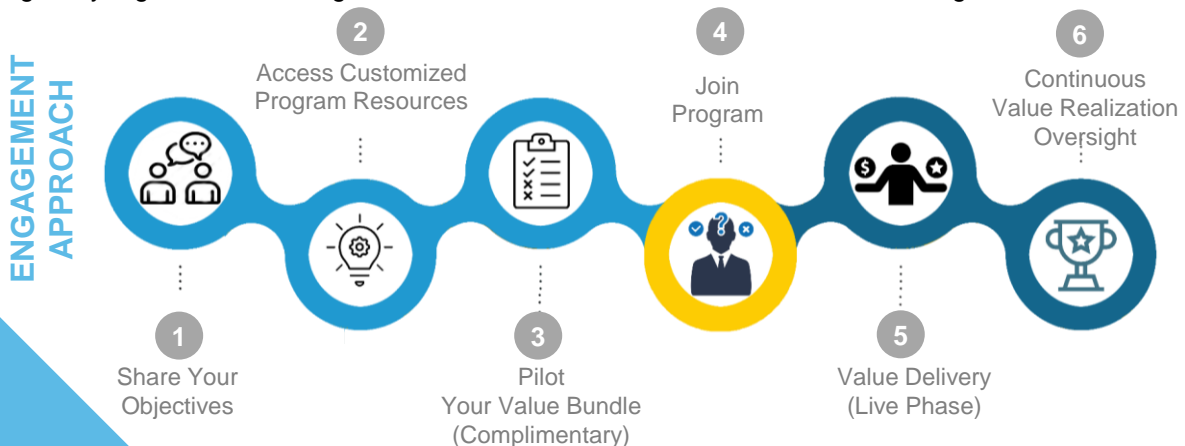 ENGAGEMENT
APPROACH
1
Share Your
Objectives
2
Access Customized
Program Resources
3
Pilot
Your Value Bundle
(Complimentary)
4
Join
Program
5
Value Delivery
(Live Phase)
6
Continuous
Value Realization
Oversight